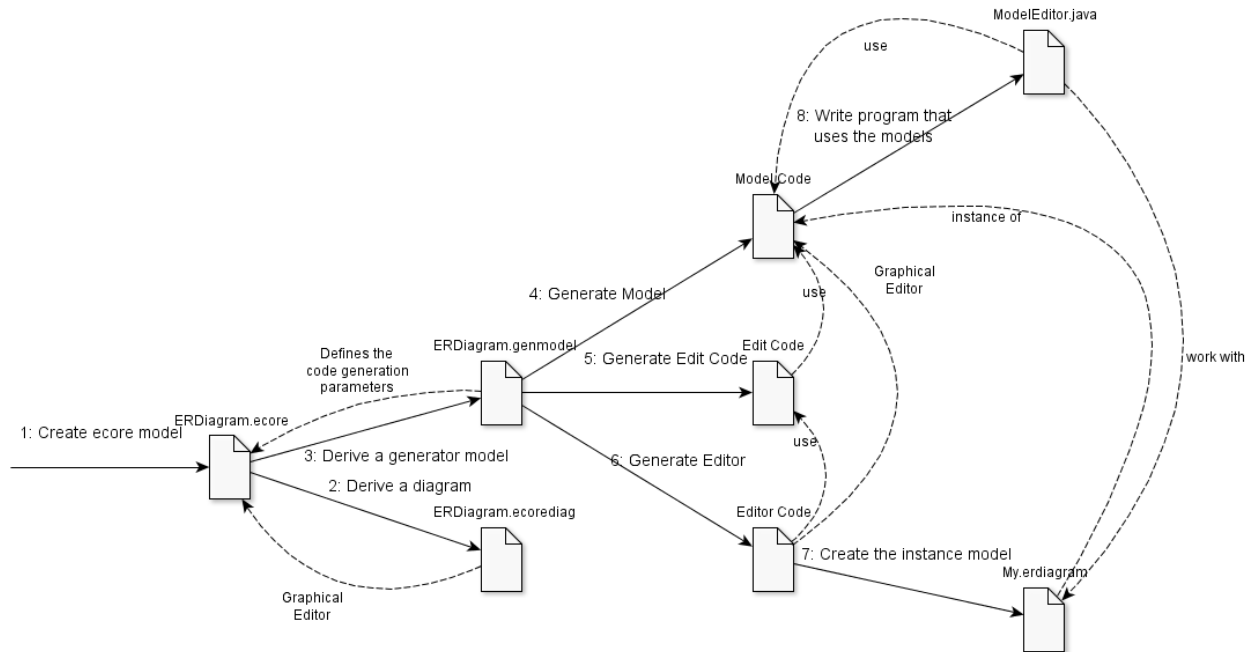 ModelEditor.java
use
8: Write program that
uses the models
Model Code
instance of
Graphical
Editor
4: Generate Model
use
ERDiagram.genmodel
Edit Code
Defines the
code generation
parameters
5: Generate Edit Code
work with
ERDiagram.ecore
1: Create ecore model
use
3: Derive a generator model
6: Generate Editor
2: Derive a diagram
ERDiagram.ecorediag
Editor Code
7: Create the instance model
My.erdiagram
Graphical
Editor